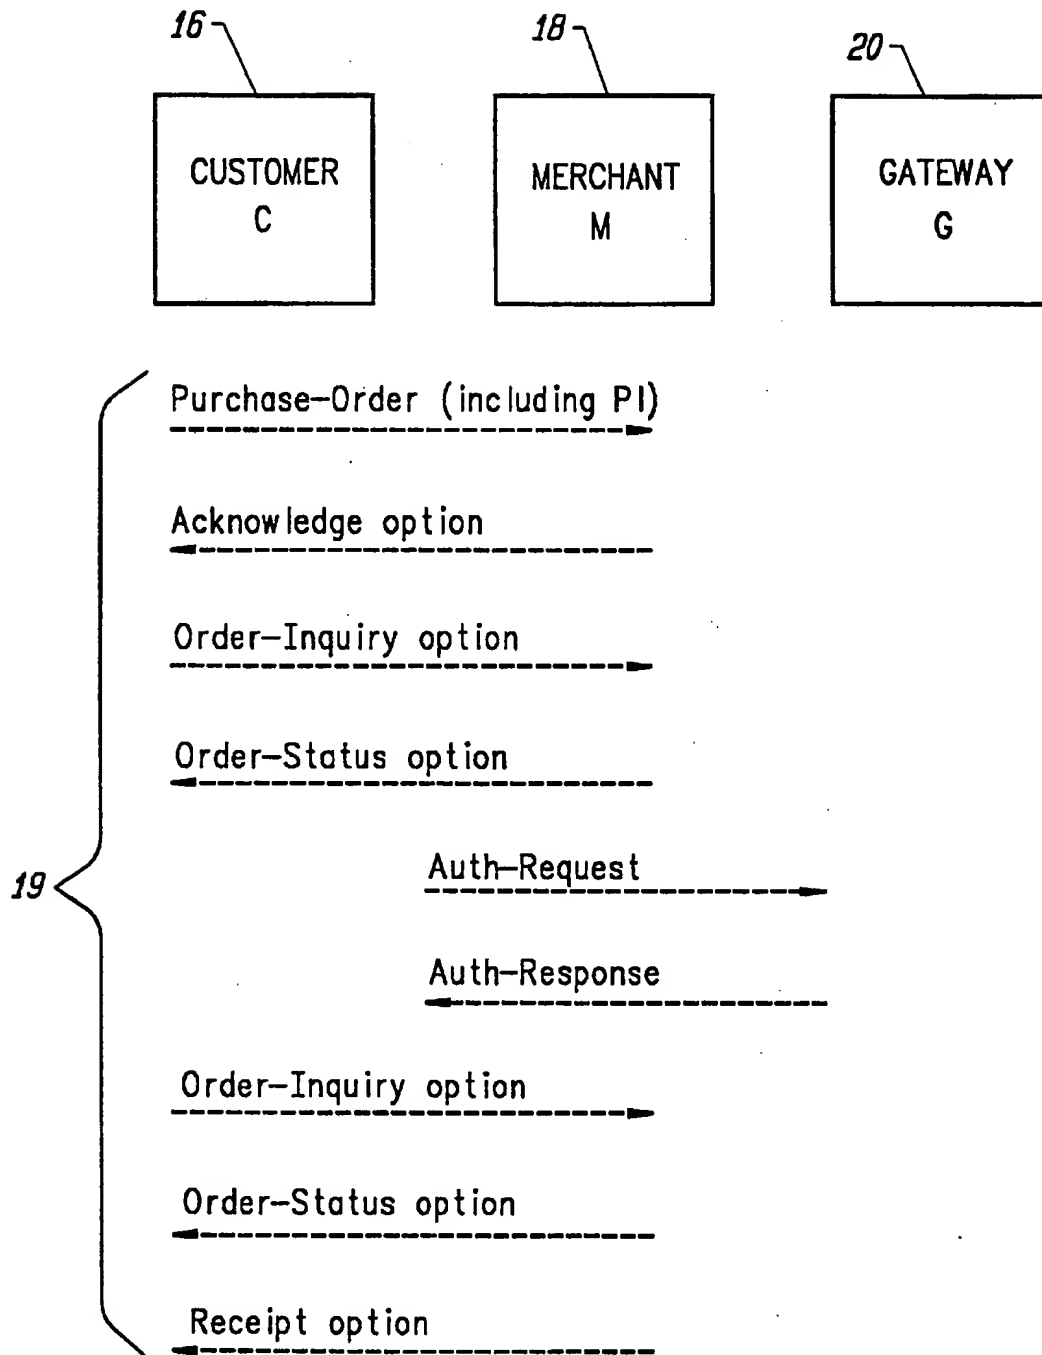 16
18
20
CUSTOMER
C
MERCHANT
M
GATEWAY
G
Purchase-Order (including PI)
Acknowledge option
Order-Inquiry option
Order-Status option
19
Auth-Request
Auth-Response
Order-Inquiry option
Order-Status option
Receipt option